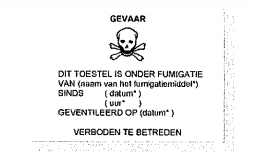 GEVAAR
DIT TOESTEL IS ONDER FUMIGATIE
VAN (naam van het fumigatiemiddel*)
SINDS ( datum* )
( uur* )
GEVENTILEERD OP (datum* )
VERBODEN TE BETREDEN